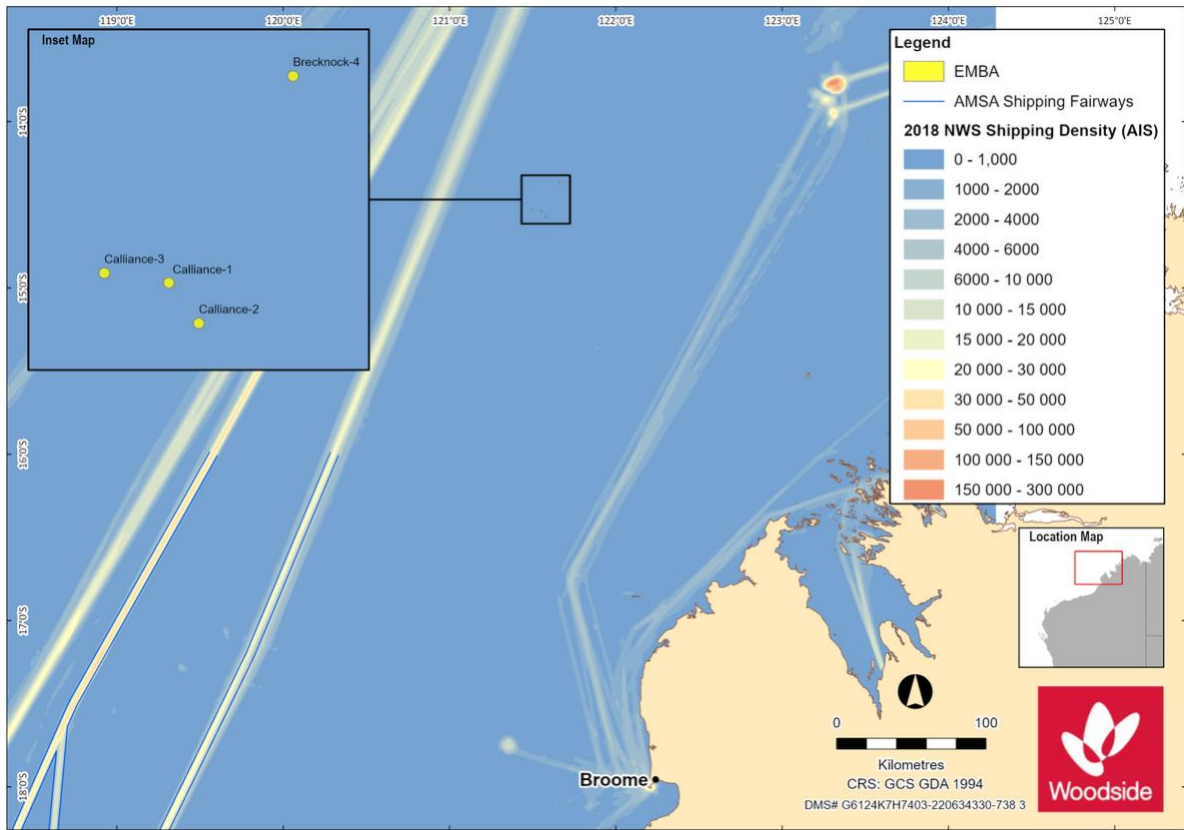 119°0'E
120°0'E
121°0'E
122°0'E
123°0'E
124°0'E
125°0'E
14°0'S
15°0'S
16°0'S
17°0'S
18°0'S
Inset Map
Brecknock-4
Calliance-3
Calliance-1
Calliance-2
Legend
EMBA
AMSA Shipping Fairways
2018 NWS Shipping Density (AIS)
0 - 1,000
1000 - 2000
2000 - 4000
4000 - 6000
6000 - 10 000
10 000 - 15 000
15 000 - 20 000
20 000 - 30 000
30 000 - 50 000
50 000 - 100 000
100 000 - 150 000
150 000 - 300 000
Location Map
Broome
0 100
Kilometres
CRS: GCS GDA 1994
DMS# G6124K7H7403-220634330-738 3
Woodside